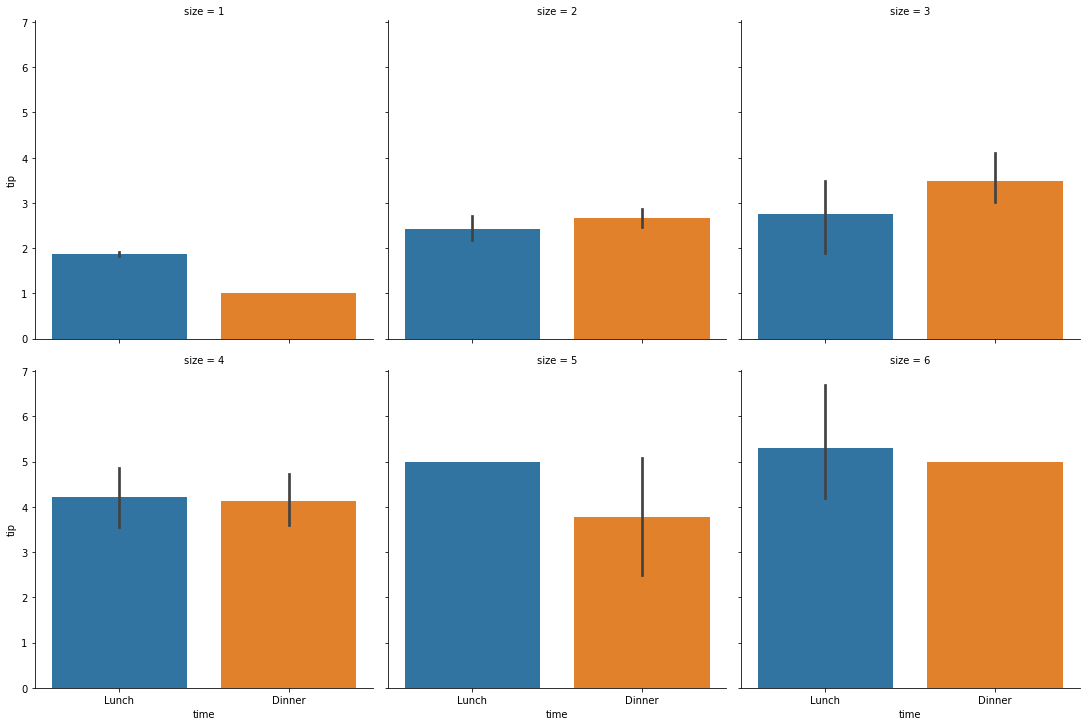 size = 1
size = 2
size = 3
7
6
5
4
3
2
1
0
tip
size = 4
size = 5
size = 6
7
6
5
4
3
2
1
0
tip
Lunch Dinner
time
Lunch Dinner
time
Lunch Dinner
time